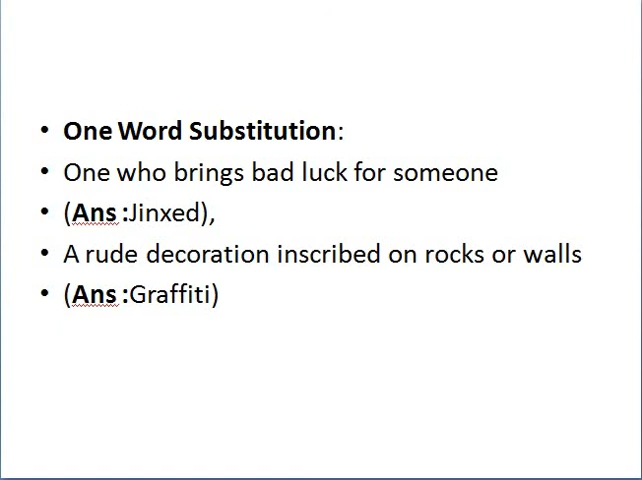 • One Word Substitution:
• One who brings bad luck for someone
• (Ans :Jinxed),
• A rude decoration inscribed on rocks or walls
• (Ans :Graffiti)